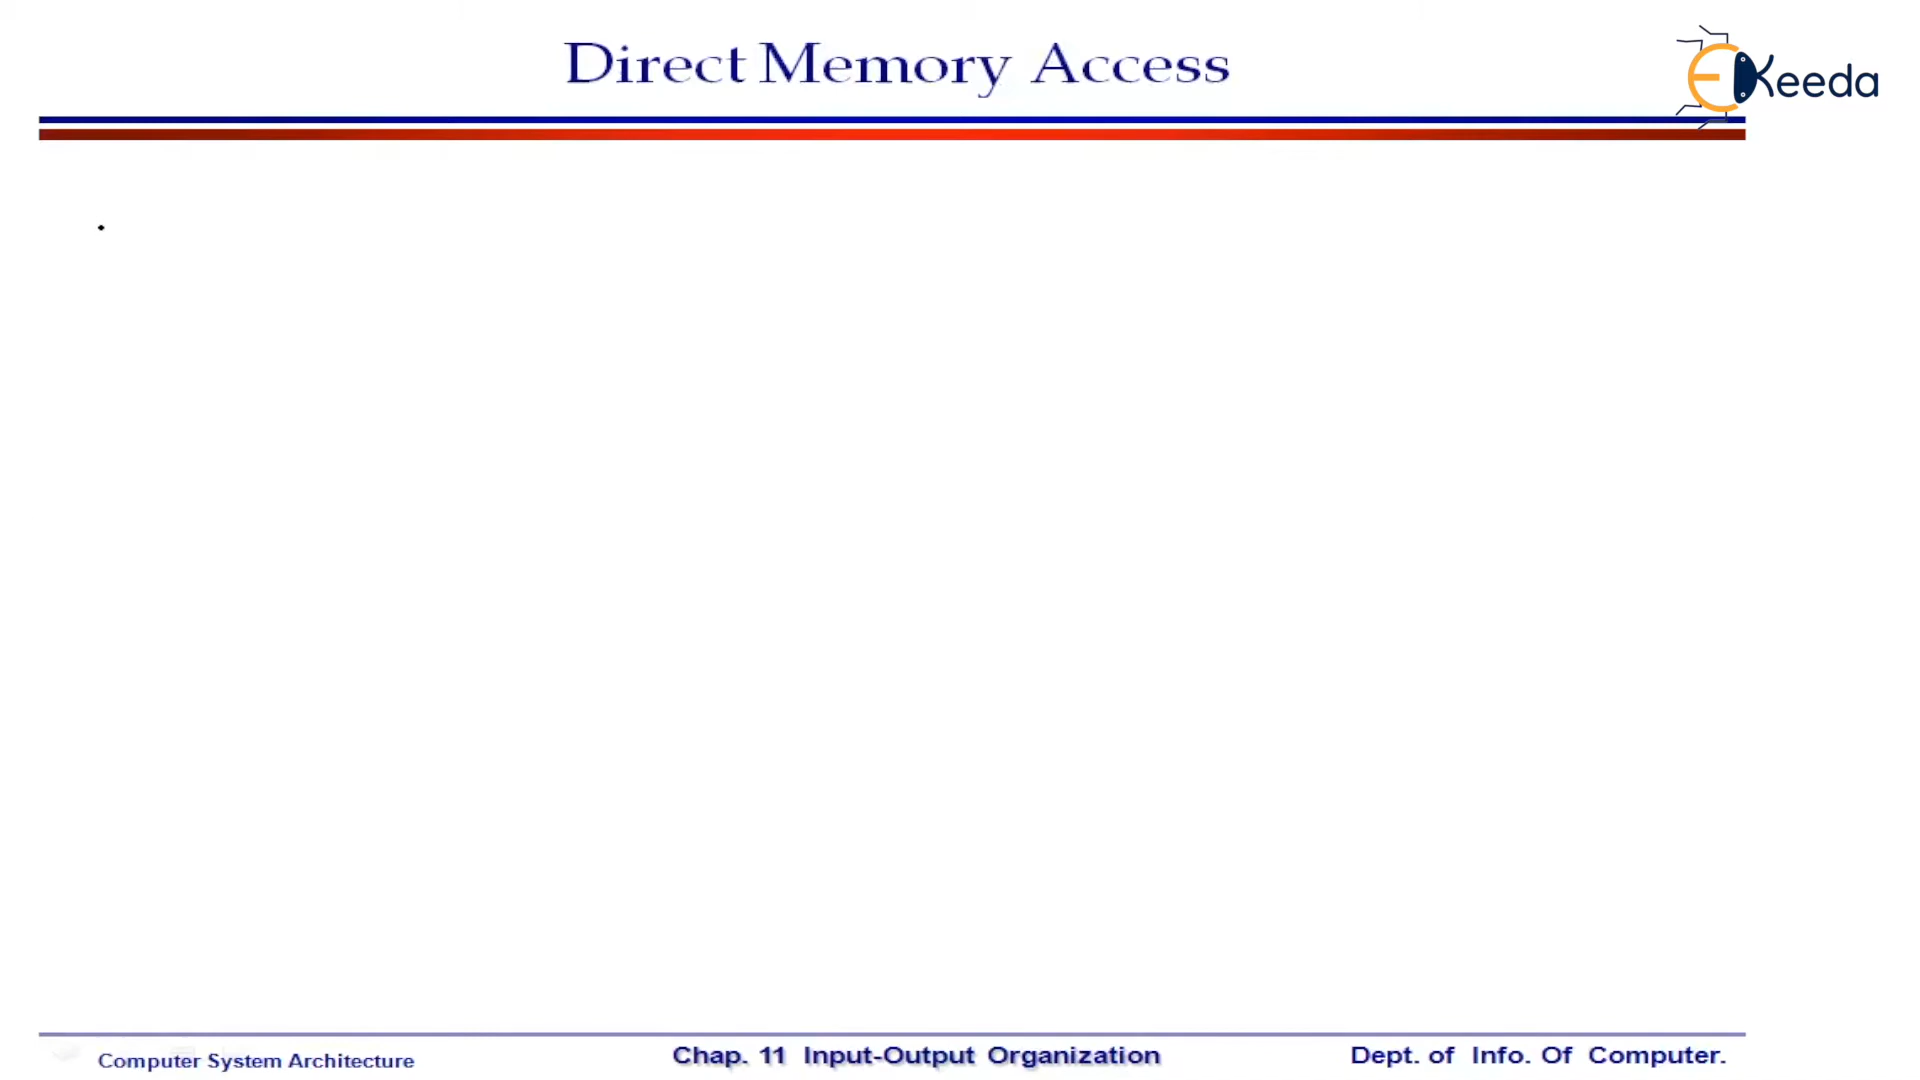 Direct Memory Access
EKeeda
.
Computer System Architecture
Chap. 11 Input-Output Organization
Dept. of Info. Of Computer.